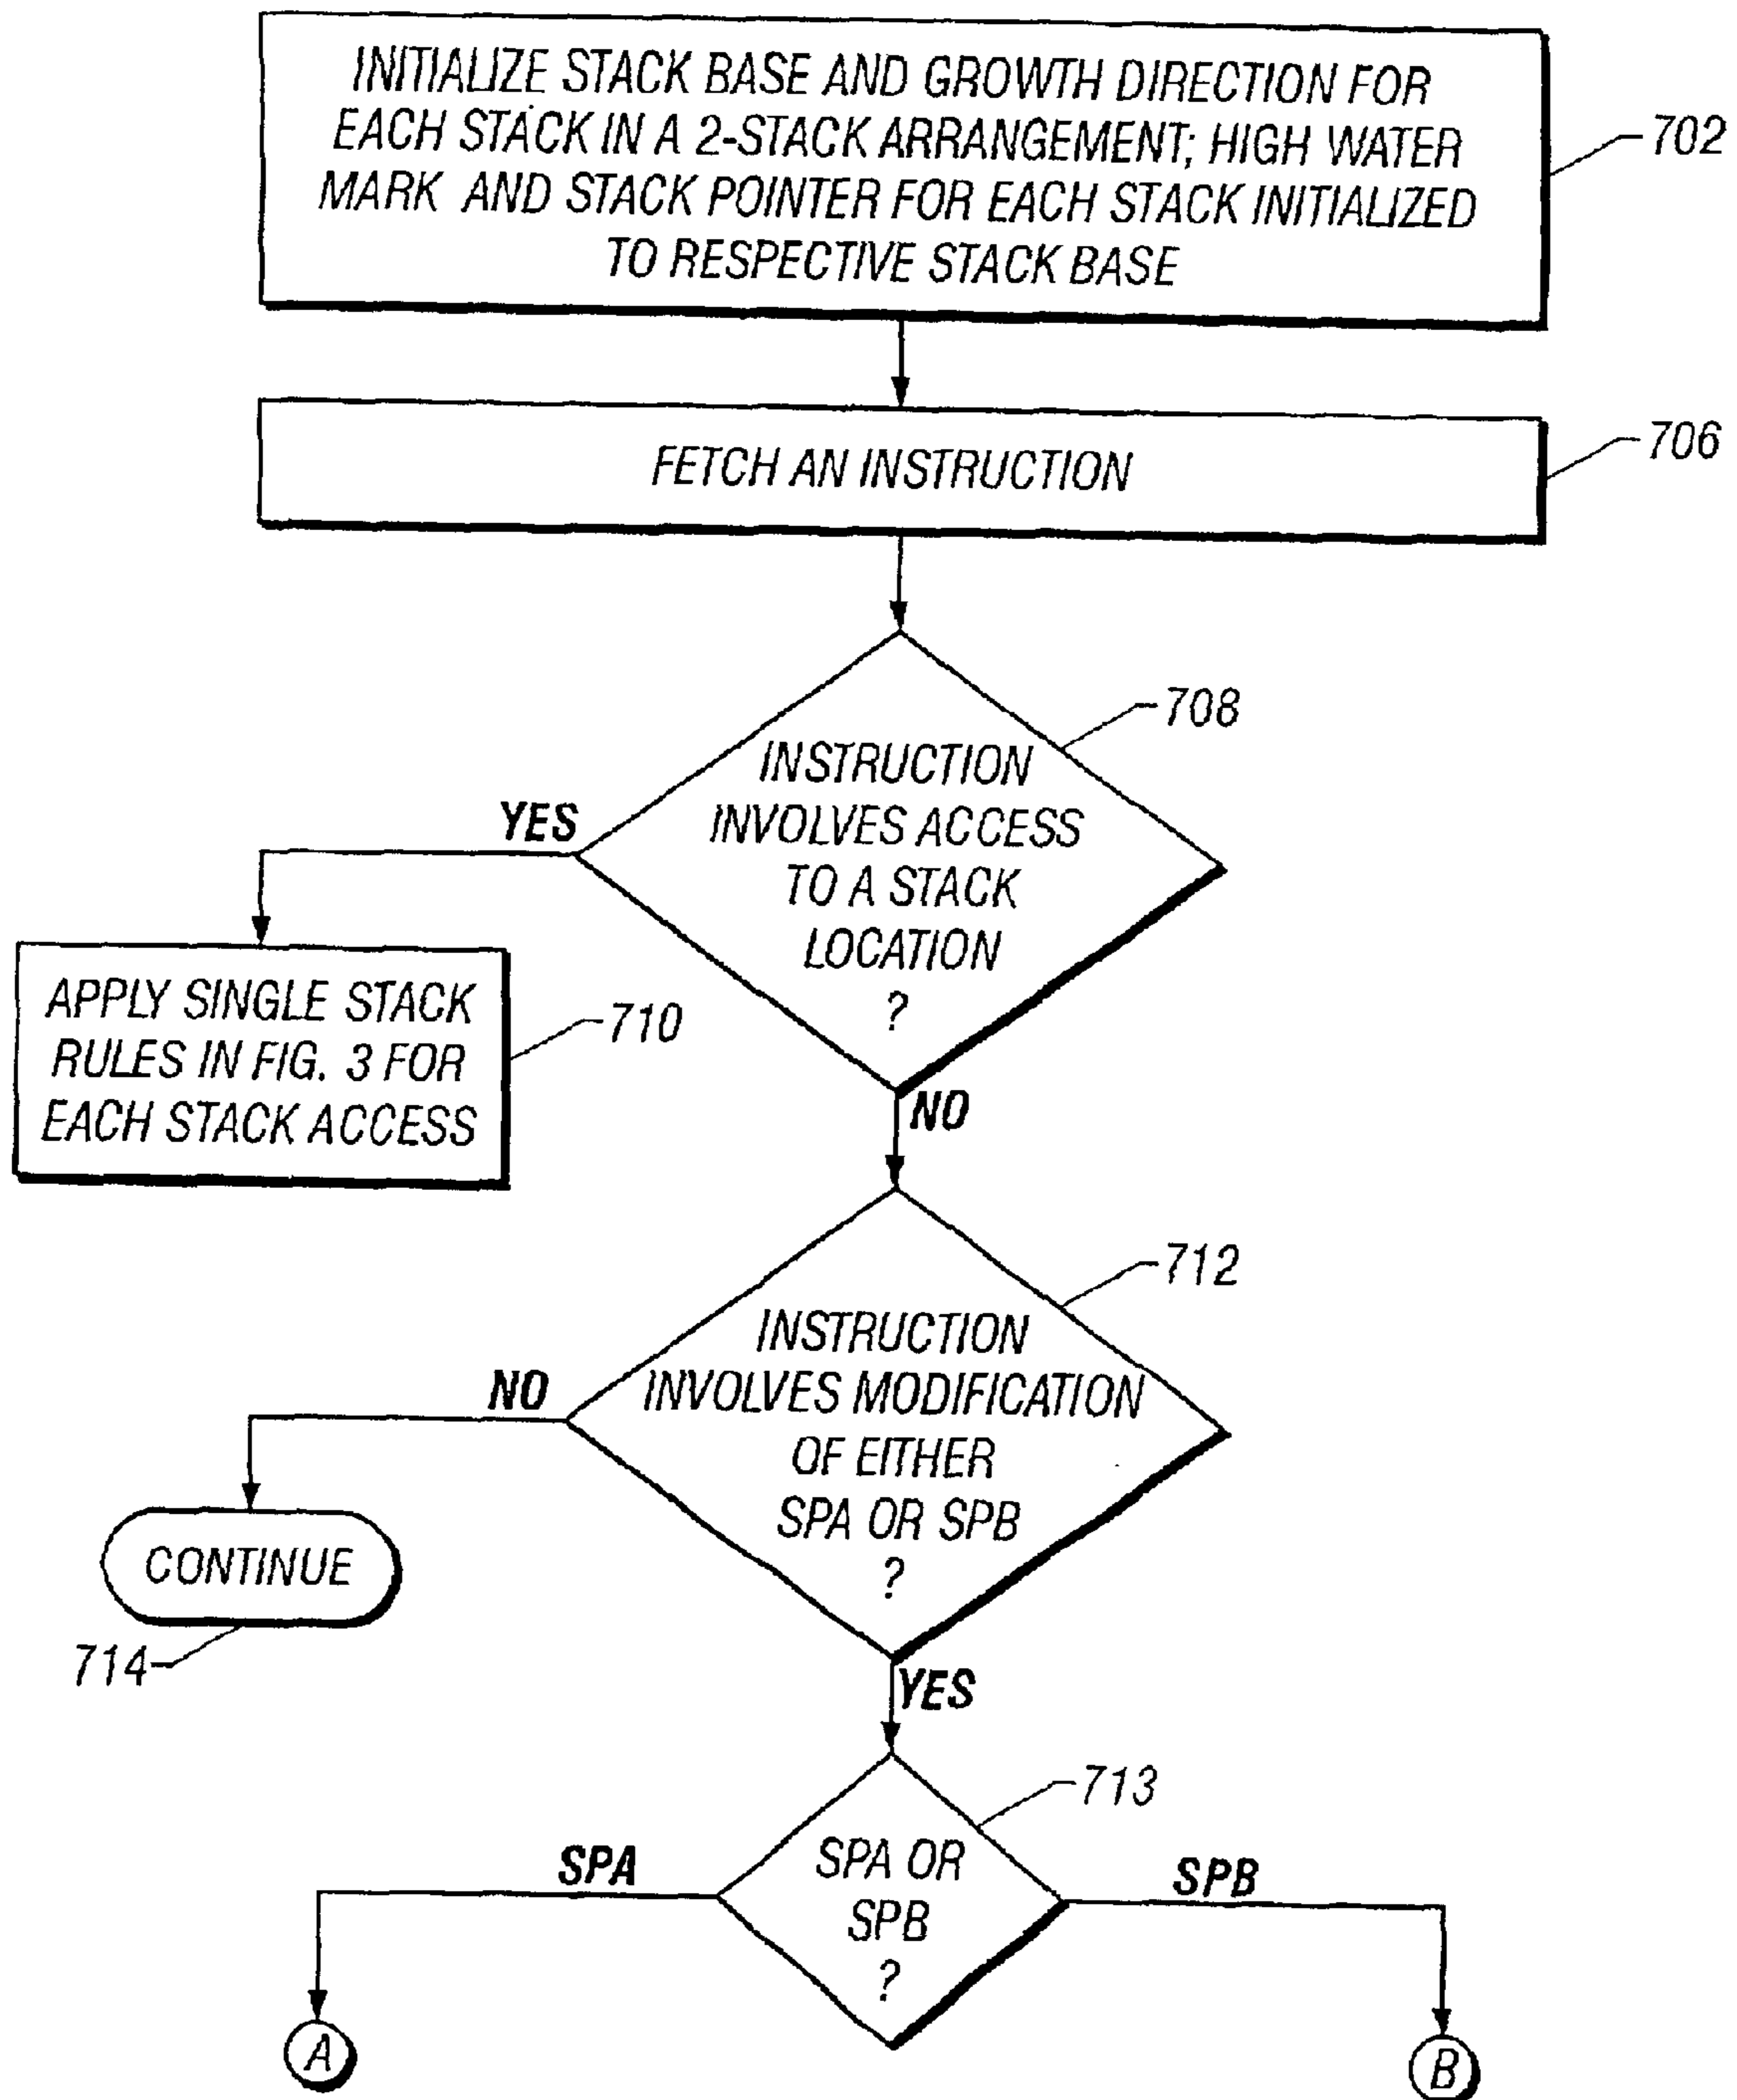 INITIALIZE STACK BASE AND GROWTH DIRECTION FOR
EACH STACK IN A 2-STACK ARRANGEMENT; HIGH WATER
MARK AND STACK POINTER FOR EACH STACK INITIALIZED
TO RESPECTIVE STACK BASE
702
FETCH AN INSTRUCTION
706
708
INSTRUCTION
INVOLVES ACCESS
TO A STACK
LOCATION
?
YES
APPLY SINGLE STACK
RULES IN FIG. 3 FOR
EACH STACK ACCESS
710
NO
712
INSTRUCTION
INVOLVES MODIFICATION
OF EITHER
SPA OR SPB
?
NO
CONTINUE
714
YES
713
SPA OR
SPB
?
SPA
SPB
A
B